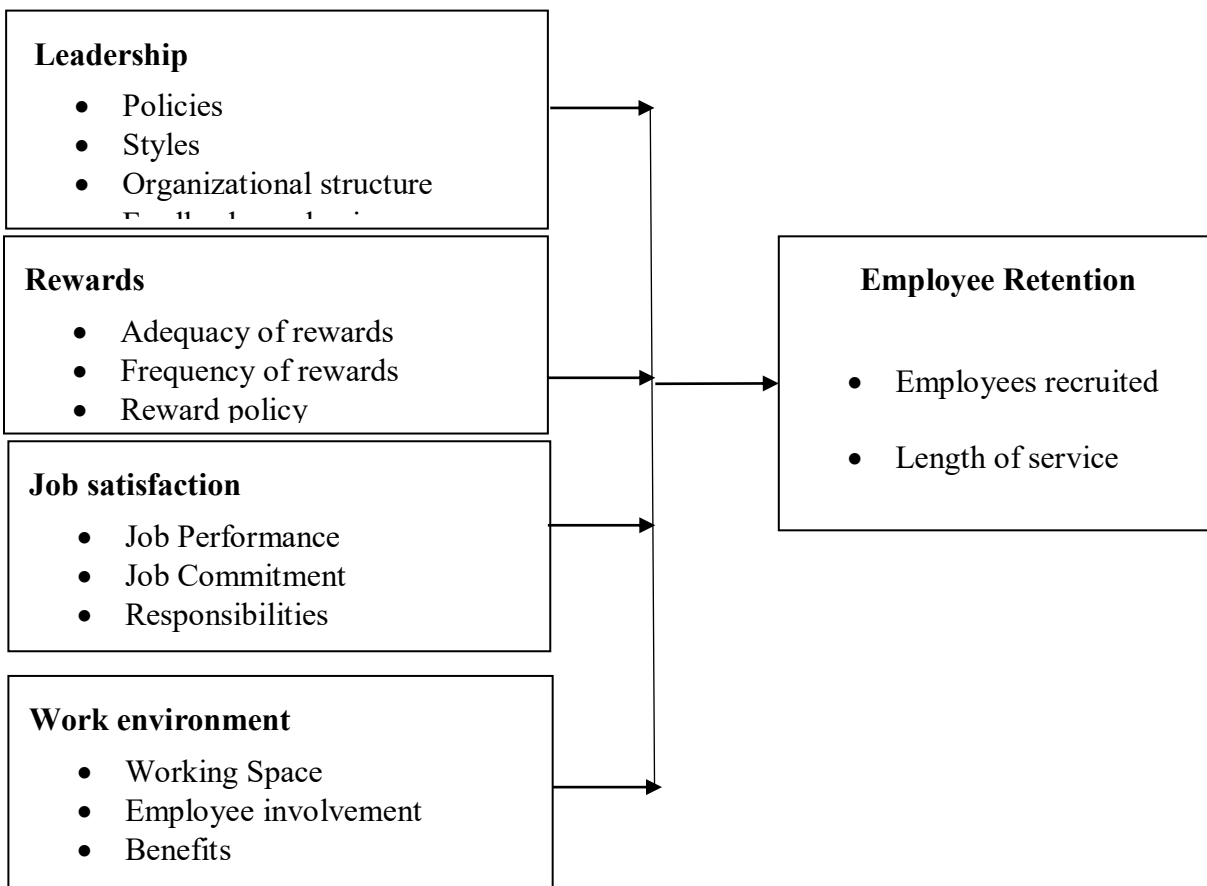 Leadership
• Policies
• Styles
• Organizational structure
Rewards
• Adequacy of rewards
• Frequency of rewards
• Reward policy
Job satisfaction
• Job Performance
• Job Commitment
• Responsibilities
Work environment
• Working Space
• Employee involvement
• Benefits
Employee Retention
• Employees recruited
• Length of service